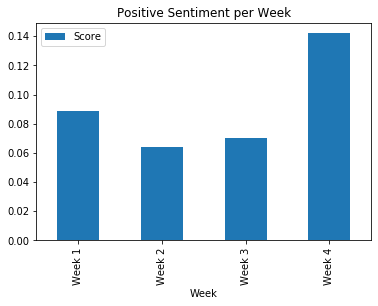 Positive Sentiment per Week
Score
0.14
0.12
0.10
0.08
0.06
0.04
0.02
0.00
Week 1
Week 2
Week 3
Week 4
Week